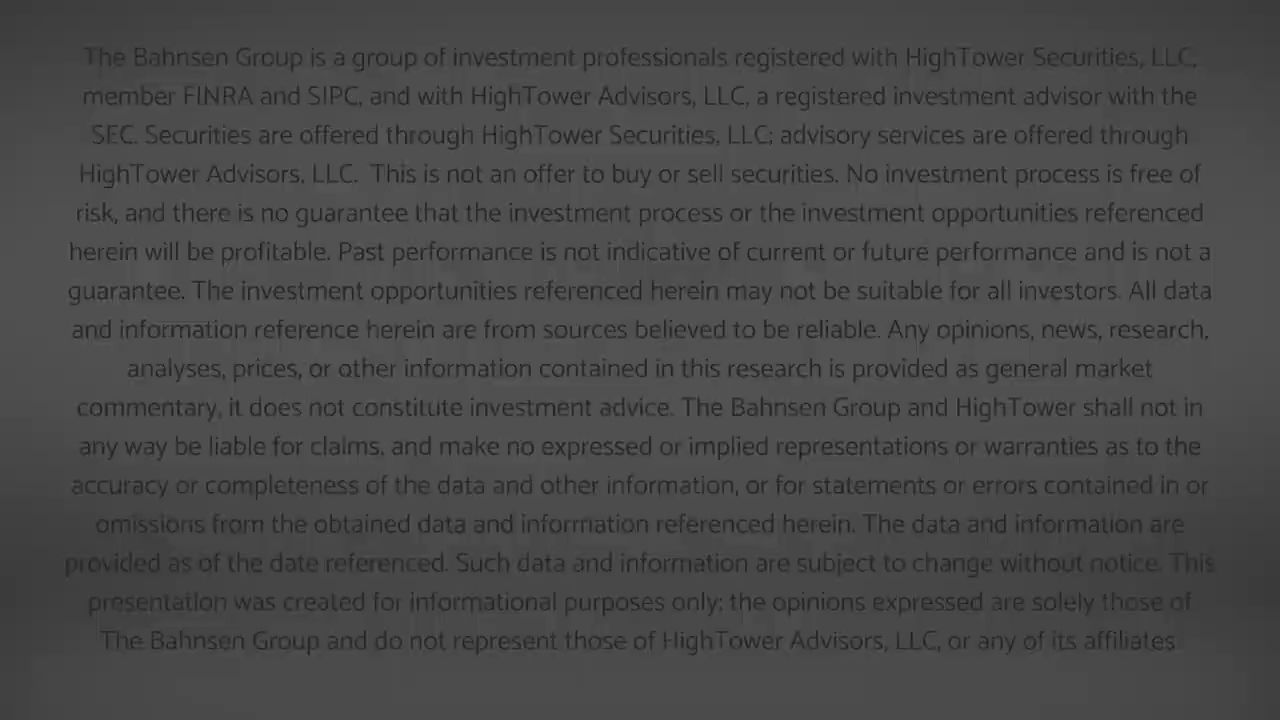 The Bahnsen Group is a group of investment professionals registered with HighTower Securities, LLC,
member FINRA and SIPC, and with HighTower Advisors, LLC, a registered investment advisor with the
SEC. Securities are offered through HighTower Securities, LLC; advisory services are offered through
HighTower Advisors, LLC.  This is not an offer to buy or sell securities. No investment process is free of
risk, and there is no guarantee that the investment process or the investment opportunities referenced
herein will be profitable. Past performance is not indicative of current or future performance and is not a
guarantee. The investment opportunities referenced herein may not be suitable for all investors. All data
and information reference herein are from sources believed to be reliable. Any opinions, news, research,
analyses, prices, or other information contained in this research is provided as general market
commentary, it does not constitute investment advice. The Bahnsen Group and HighTower shall not in
any way be liable for claims, and make no expressed or implied representations or warranties as to the
accuracy or completeness of the data and other information, or for statements or errors contained in or
omissions from the obtained data and information referenced herein. The data and information are
provided as of the date referenced. Such data and information are subject to change without notice. This
presentation was created for informational purposes only; the opinions expressed are solely those of
The Bahnsen Group and do not represent those of HighTower Advisors, LLC, or any of its affiliates.